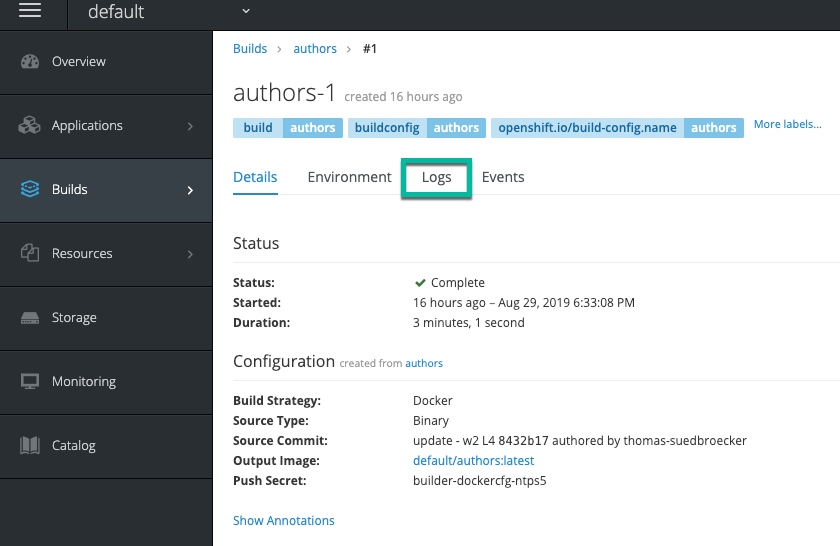 default
Overview
Applications
Builds
Resources
Storage
Monitoring
Catalog
Builds > authors > #1
authors-1 created 16 hours ago
build authors buildconfig authors openshift.io/build-config.name authors More labels...
Details Environment Logs Events
Status
Status: Complete
Started: 16 hours ago – Aug 29, 2019 6:33:08 PM
Duration: 3 minutes, 1 second
Configuration created from authors
Build Strategy: Docker
Source Type: Binary
Source Commit: update - w2 L4 8432b17 authored by thomas-suedbroecker
Output Image: default/authors:latest
Push Secret: builder-dockercfg-ntps5
Show Annotations